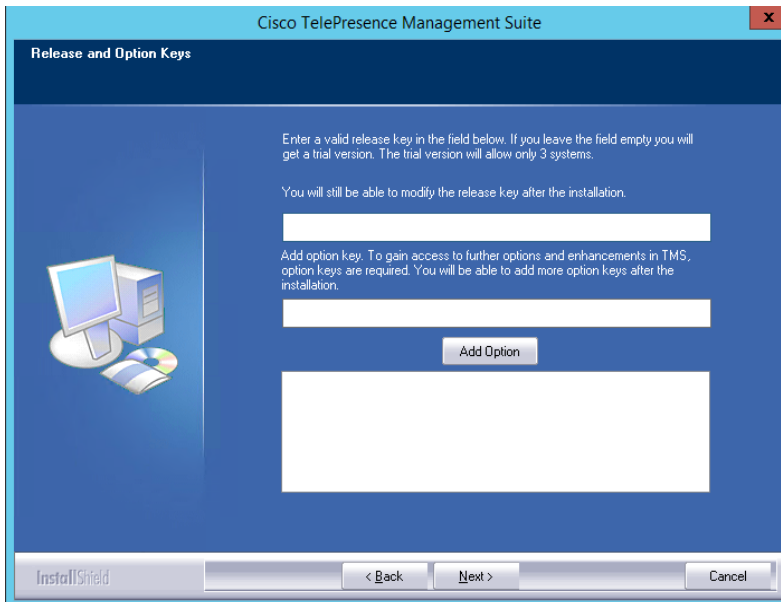 Cisco TelePresence Management Suite
x
Release and Option Keys
Enter a valid release key in the field below. If you leave the field empty you will
get a trial version. The trial version will allow only 3 systems.
You will still be able to modify the release key after the installation.
Add option key. To gain access to further options and enhancements in TMS,
option keys are required. You will be able to add more option keys after the
installation.
Add Option
InstallShield
< Back
Next >
Cancel